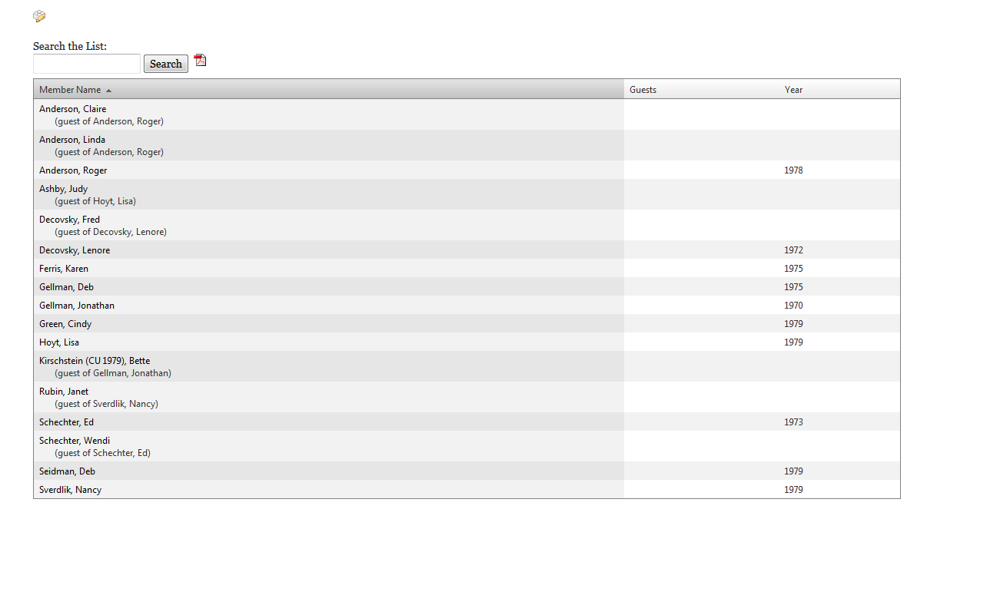 Search the List:
Search
Member Name Guests Year
Anderson, Claire
(guest of Anderson, Roger)
Anderson, Linda
(guest of Anderson, Roger)
Anderson, Roger 1978
Ashby, Judy
(guest of Hoyt, Lisa)
Decovsky, Fred
(guest of Decovsky, Lenore)
Decovsky, Lenore 1972
Ferris, Karen 1975
Gellman, Deb 1975
Gellman, Jonathan 1970
Green, Cindy 1979
Hoyt, Lisa 1979
Kirschstein (CU 1979), Bette
(guest of Gellman, Jonathan)
Rubin, Janet
(guest of Sverdlik, Nancy)
Schechter, Ed 1973
Schechter, Wendi
(guest of Schechter, Ed)
Seidman, Deb 1979
Sverdlik, Nancy 1979